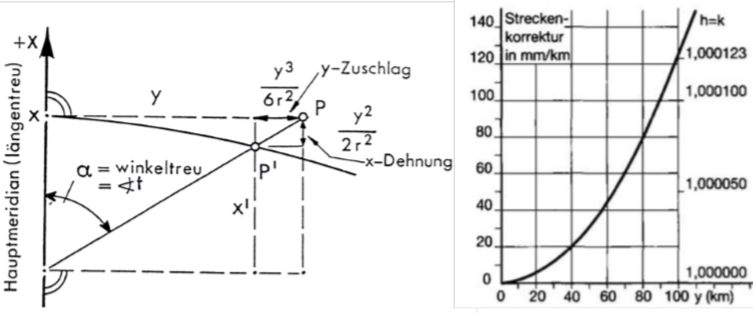 +X
Hauptmeridian (längentreu)
x
y
y³
6r²
y-Zuschlag
P
y²
2r²
x-Dehnung
P'
α = winkeltreu
= ∢t
x'
Strecken-
korrektur
in mm/km
h=k
140
120
100
80
60
40
20
0
1,000123
1,000100
1,000050
1,000000
0 20 40 60 80 100 y (km)